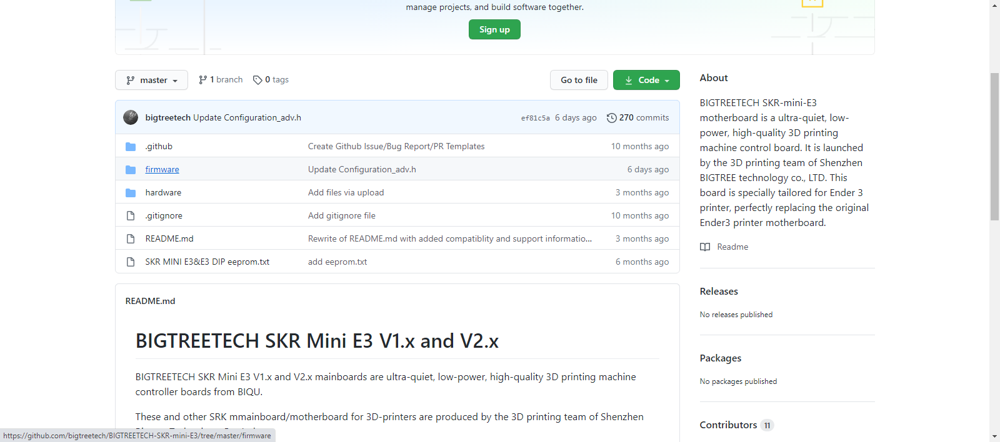 manage projects, and build software together.
Sign up
master
1 branch
0 tags
Go to file
Code
bigtreetech Update Configuration_adv.h
ef81c5a 6 days ago
270 commits
.github Create Github Issue/Bug Report/PR Templates 10 months ago
firmware Update Configuration_adv.h 6 days ago
hardware Add files via upload 3 months ago
.gitignore Add gitignore file 10 months ago
README.md Rewrite of README.md with added compatiblity and support informatio... 3 months ago
SKR MINI E3&E3 DIP eeprom.txt add eeprom.txt 6 months ago
README.md
BIGTREETECH SKR Mini E3 V1.x and V2.x
BIGTREETECH SKR Mini E3 V1.x and V2.x mainboards are ultra-quiet, low-power, high-quality 3D printing machine
controller boards from BIQU.
These and other SRK mmainboard/motherboard for 3D-printers are produced by the 3D printing team of Shenzhen
About
BIGTREETECH SKR-mini-E3
motherboard is a ultra-quiet, low-
power, high-quality 3D printing
machine control board. It is launched
by the 3D printing team of Shenzhen
BIGTREE technology co., LTD. This
board is specially tailored for Ender 3
printer, perfectly replacing the original
Ender3 printer motherboard.
Readme
Releases
No releases published
Packages
No packages published
Contributors 11
https://github.com/bigtreetech/BIGTREETECH-SKR-mini-E3/tree/master/firmware